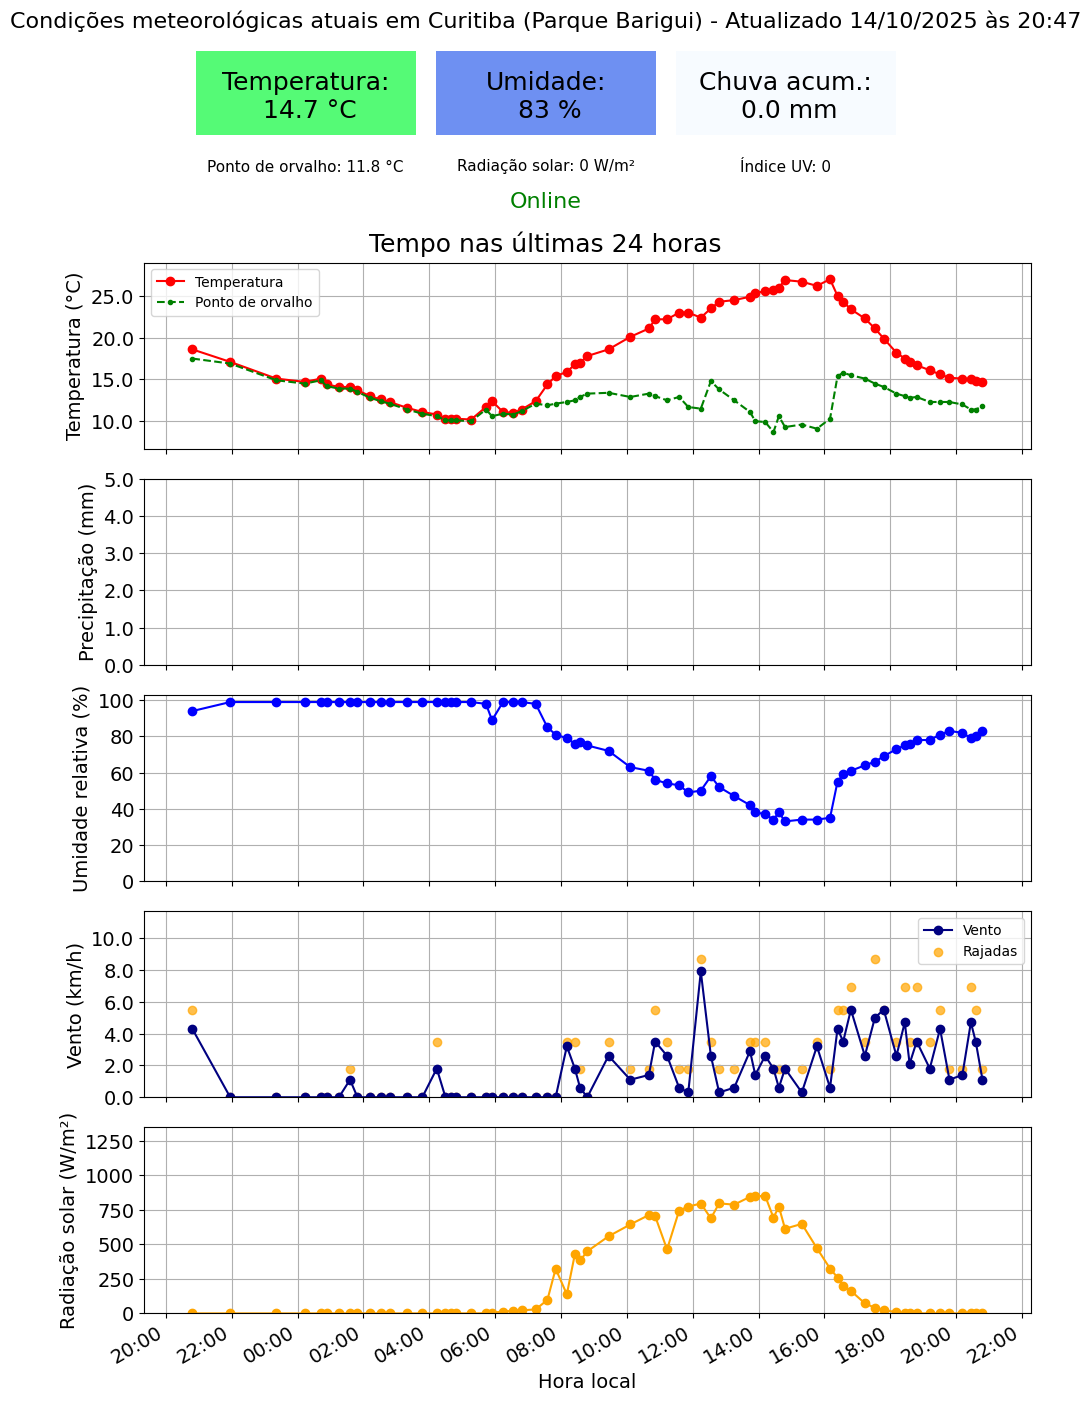 Condições meteorológicas atuais em Curitiba (Parque Barigui) - Atualizado 14/10/2025 às 20:47
Temperatura:
14.7 °C
Umidade:
83 %
Chuva acum.:
0.0 mm
Ponto de orvalho: 11.8 °C
Radiação solar: 0 W/m²
Índice UV: 0
Online
Tempo nas últimas 24 horas
Temperatura (°C)
25.0
20.0
15.0
10.0
Temperatura
Ponto de orvalho
Precipitação (mm)
5.0
4.0
3.0
2.0
1.0
0.0
Umidade relativa (%)
100
80
60
40
20
0
Vento (km/h)
10.0
8.0
6.0
4.0
2.0
0.0
Vento
Rajadas
Radiação solar (W/m²)
1250
1000
750
500
250
0
20:00
22:00
00:00
02:00
04:00
06:00
08:00
10:00
12:00
14:00
16:00
18:00
20:00
22:00
Hora local